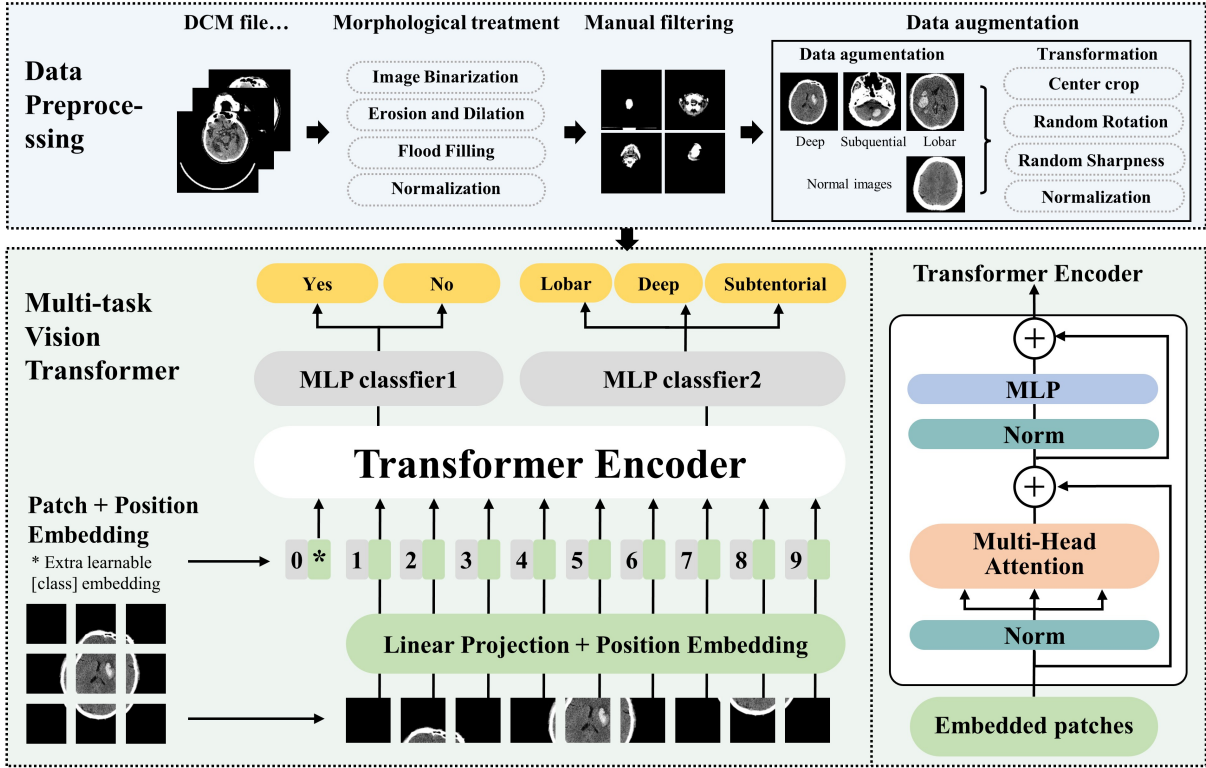 Data
Preproce-
ssing
DCM file…
Morphological treatment
Image Binarization
Erosion and Dilation
Flood Filling
Normalization
Manual filtering
Data augmentation
Data agumentation
Deep
Subquential
Lobar
Normal images
Transformation
Center crop
Random Rotation
Random Sharpness
Normalization
Multi-task
Vision
Transformer
Yes
No
Lobar
Deep
Subtentorial
MLP classfier1
MLP classfier2
Transformer Encoder
Patch + Position
Embedding
* Extra learnable
[class] embedding
0 * 1 2 3 4 5 6 7 8 9
Linear Projection + Position Embedding
Transformer Encoder
+
MLP
Norm
+
Multi-Head
Attention
Norm
Embedded patches